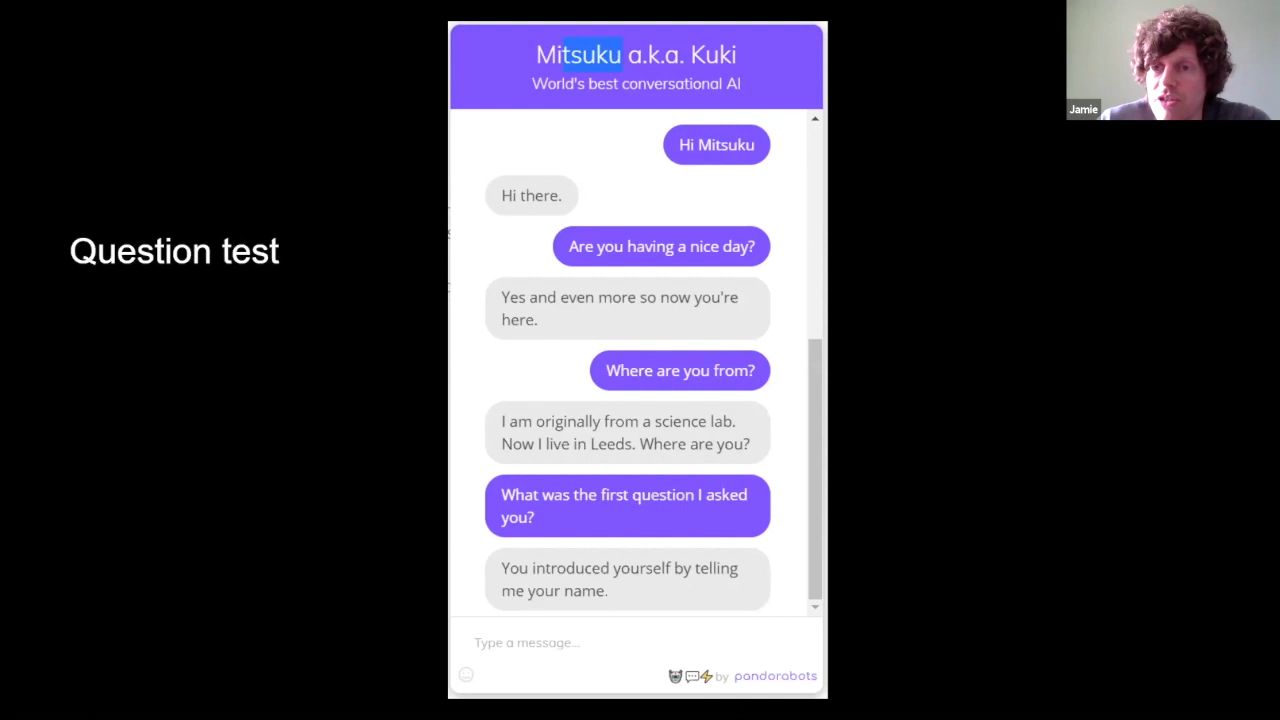 Mitsuku a.k.a. Kuki
World's best conversational AI
Jamie
Hi Mitsuku
Hi there.
Question test
Are you having a nice day?
Yes and even more so now you're
here.
Where are you from?
I am originally from a science lab.
Now I live in Leeds. Where are you?
What was the first question I asked
you?
You introduced yourself by telling
me your name.
Type a message...
by pandorabots